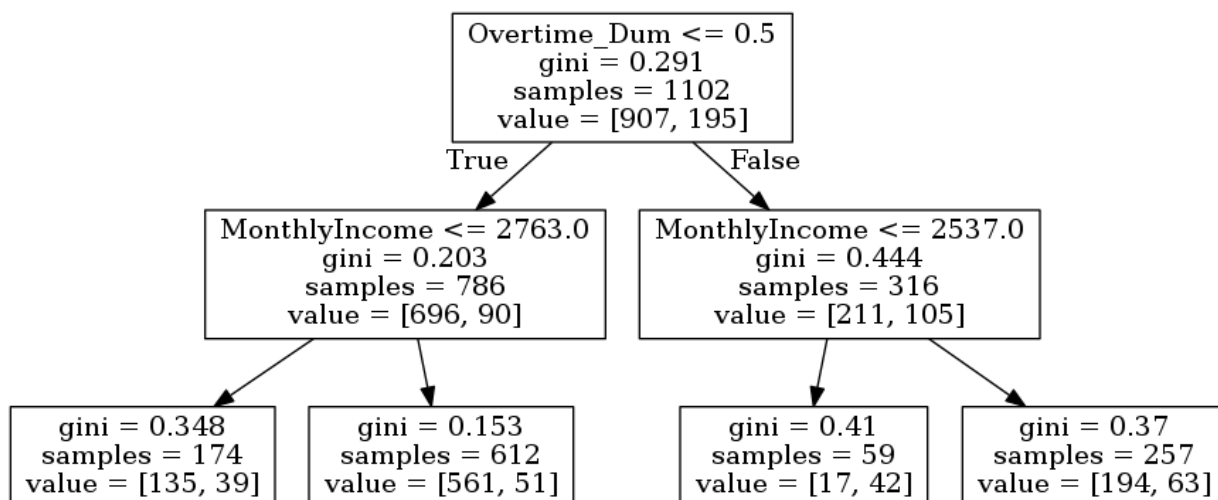 Overtime_Dum <= 0.5
gini = 0.291
samples = 1102
value = [907, 195]
True
False
MonthlyIncome <= 2763.0
gini = 0.203
samples = 786
value = [696, 90]
MonthlyIncome <= 2537.0
gini = 0.444
samples = 316
value = [211, 105]
gini = 0.348
samples = 174
value = [135, 39]
gini = 0.153
samples = 612
value = [561, 51]
gini = 0.41
samples = 59
value = [17, 42]
gini = 0.37
samples = 257
value = [194, 63]